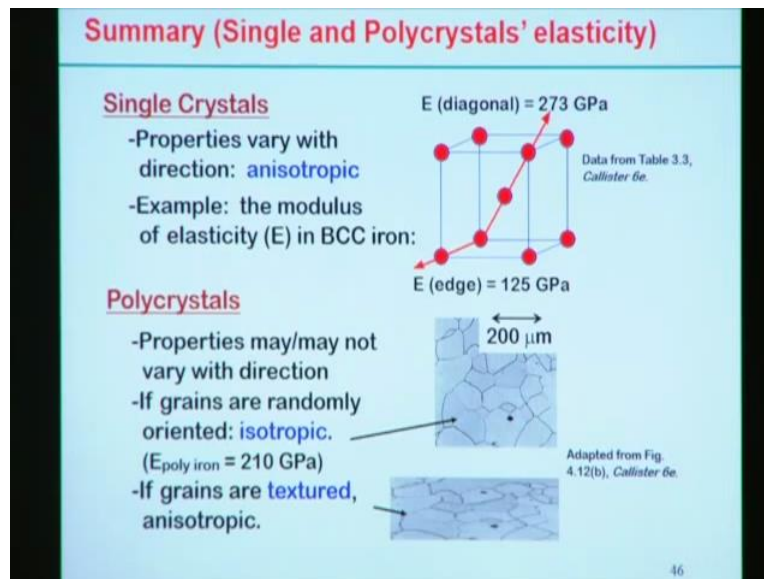 Summary (Single and Polycrystals' elasticity)
Single Crystals
-Properties vary with
direction: anisotropic
-Example: the modulus
of elasticity (E) in BCC iron:
E (diagonal) = 273 GPa
Data from Table 3.3,
Callister 6e.
E (edge) = 125 GPa
Polycrystals
-Properties may/may not
vary with direction
-If grains are randomly
oriented: isotropic.
(Epoly iron = 210 GPa)
-If grains are textured,
anisotropic.
200 μm
Adapted from Fig.
4.12(b), Callister 6e.
46